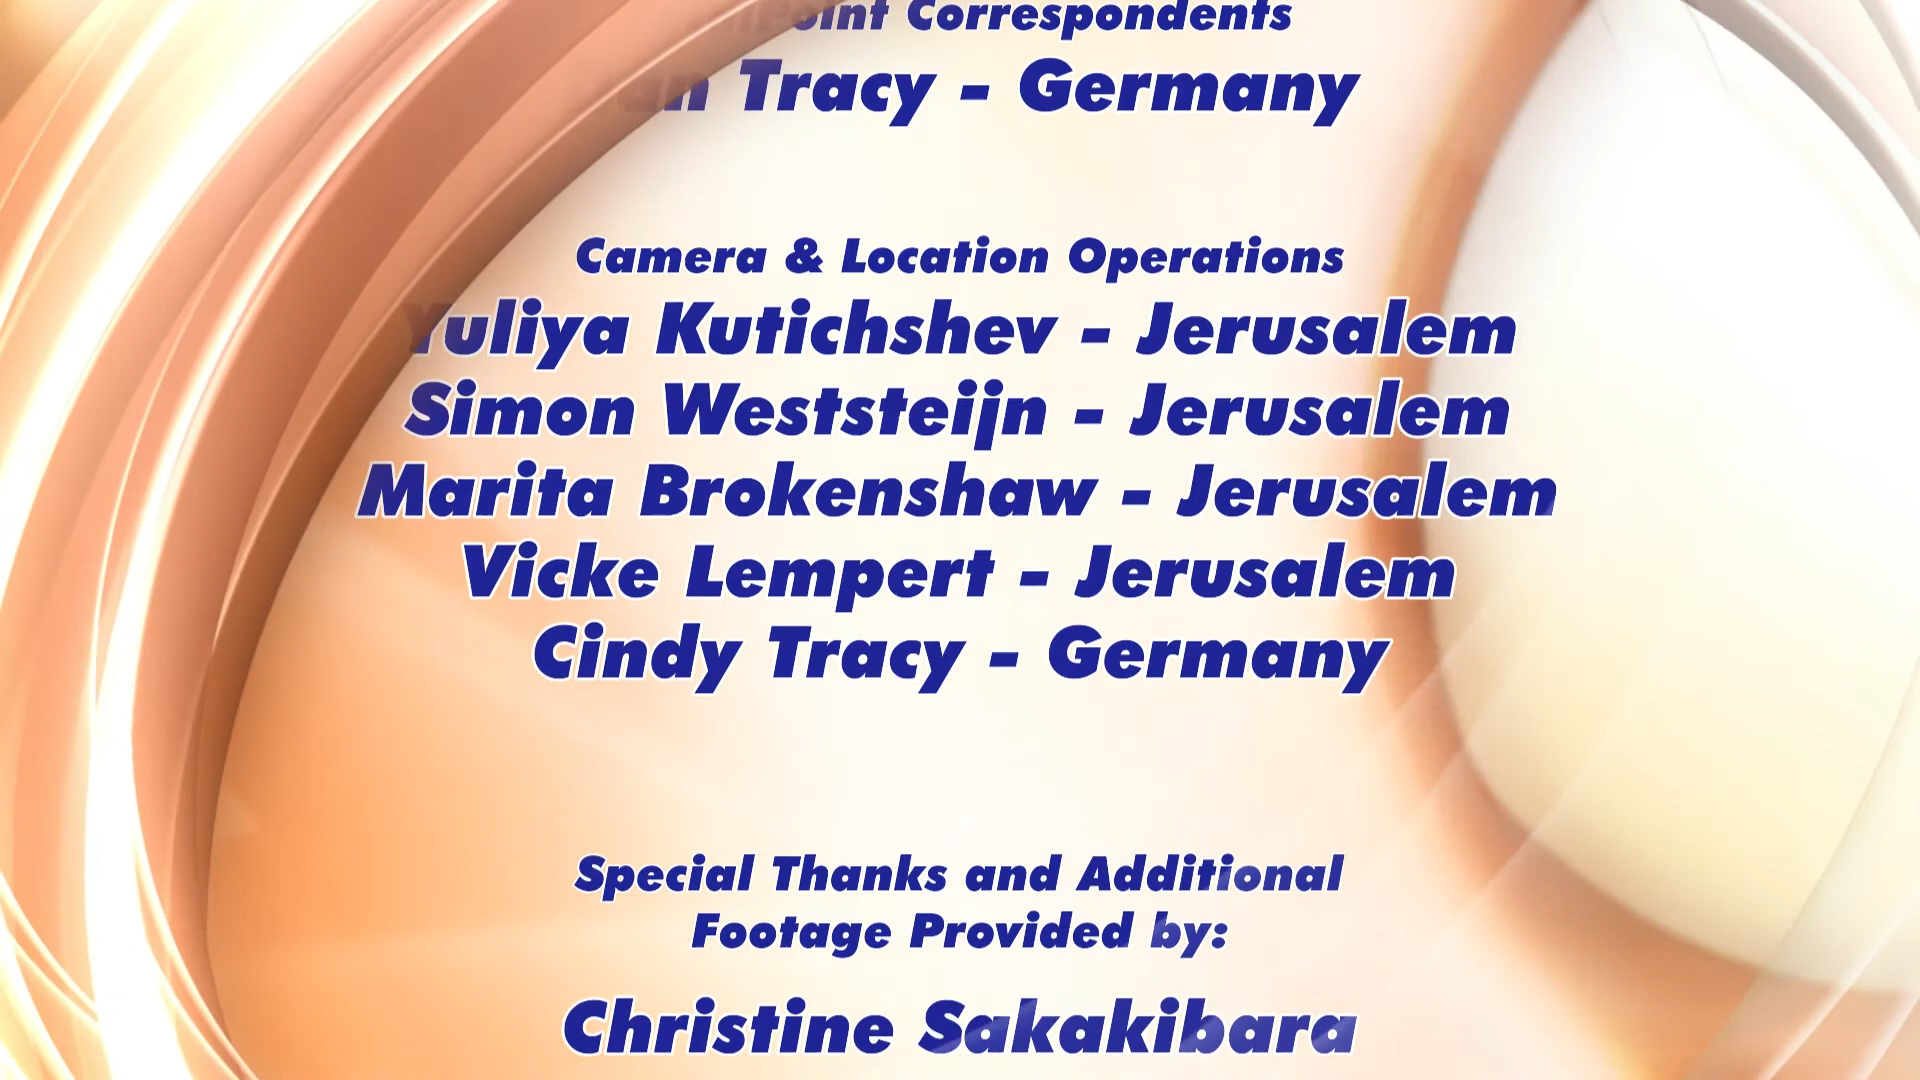 Correspondents
Tracy - Germany
Camera & Location Operations
Yuliya Kutichshev - Jerusalem
Simon Weststeijn - Jerusalem
Marita Brokenshaw - Jerusalem
Vicke Lempert - Jerusalem
Cindy Tracy - Germany
Special Thanks and Additional
Footage Provided by:
Christine Sakakibara